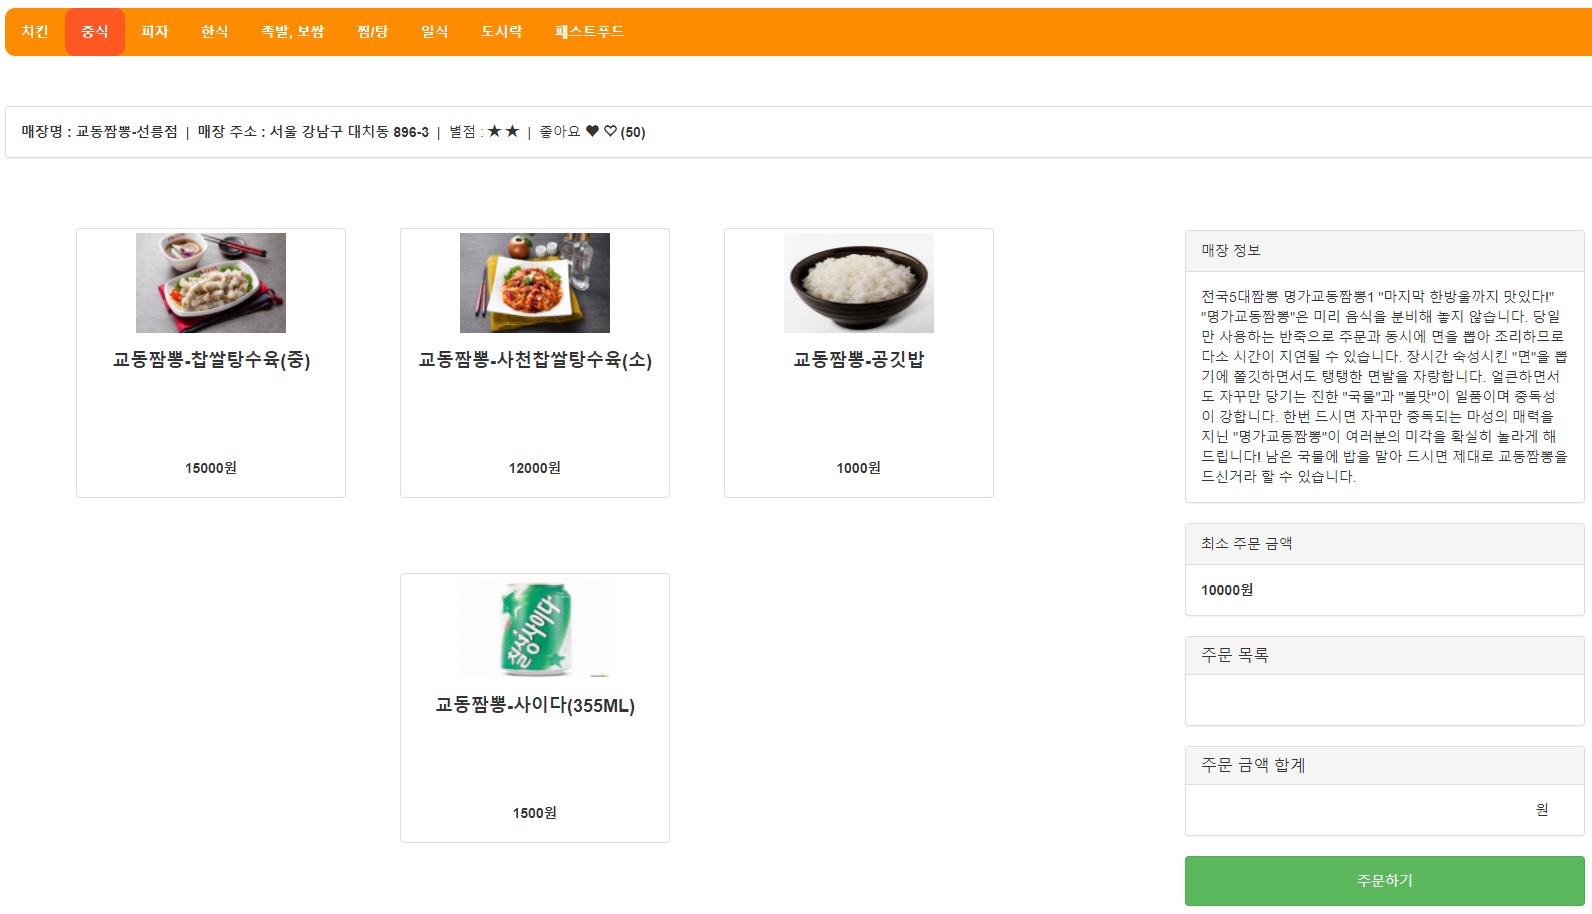 치킨 중식 피자 한식 족발, 보쌈 찜/탕 일식 도시락 패스트푸드
매장명 : 교동짬뽕-선릉점 | 매장 주소 : 서울 강남구 대치동 896-3 | 별점 : ★ ★ | 좋아요 ♥ ♡ (50)
교동짬뽕-찹쌀탕수육(중)
15000원
교동짬뽕-사천찹쌀탕수육(소)
12000원
교동짬뽕-공깃밥
1000원
칠성사이다
교동짬뽕-사이다(355ML)
1500원
매장 정보
전국5대짬뽕 명가교동짬뽕1 "마지막 한방울까지 맛있다!"
"명가교동짬뽕"은 미리 음식을 분비해 놓지 않습니다. 당일
만 사용하는 반죽으로 주문과 동시에 면을 뽑아 조리하므로
다소 시간이 지연될 수 있습니다. 장시간 숙성시킨 "면"을 뽑
기에 쫄깃하면서도 탱탱한 면발을 자랑합니다. 얼큰하면서
도 자꾸만 당기는 진한 "국물"과 "불맛"이 일품이며 중독성
이 강합니다. 한번 드시면 자꾸만 중독되는 마성의 매력을
지닌 "명가교동짬뽕"이 여러분의 미각을 확실히 놀라게 해
드립니다! 남은 국물에 밥을 말아 드시면 제대로 교동짬뽕을
드신거라 할 수 있습니다.
최소 주문 금액
10000원
주문 목록
주문 금액 합계
원
주문하기